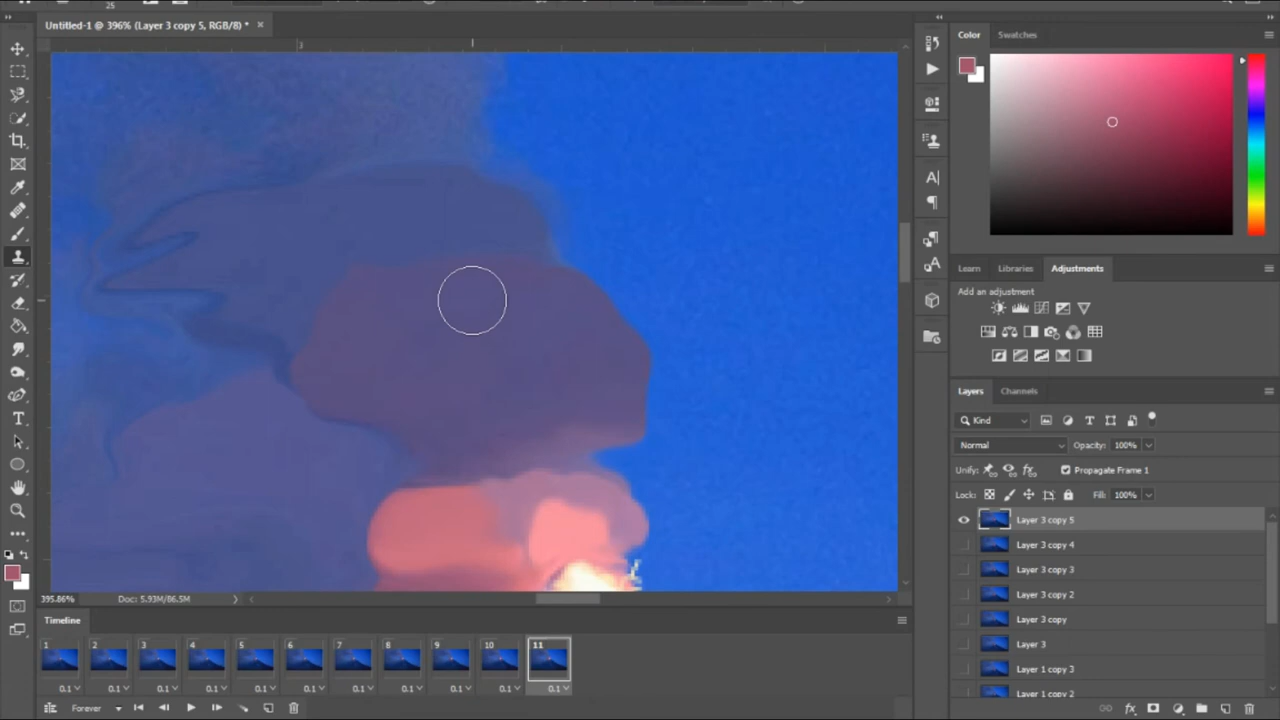 25
Untitled-1 @ 396% (Layer 3 copy 5, RGB/8) * ×
Color Swatches
Learn Libraries Adjustments
Add an adjustment
Layers Channels
Kind
Normal Opacity: 100%
Unify: Propagate Frame 1
Lock: Fill: 100%
Layer 3 copy 5
Layer 3 copy 4
Layer 3 copy 3
Layer 3 copy 2
Layer 3 copy
Layer 3
Layer 1 copy 3
Layer 1 copy 2
395.86% Doc: 5.93M/86.5M
Timeline
1 2 3 4 5 6 7 8 9 10 11
0.1 0.1 0.1 0.1 0.1 0.1 0.1 0.1 0.1 0.1 0.1
Forever